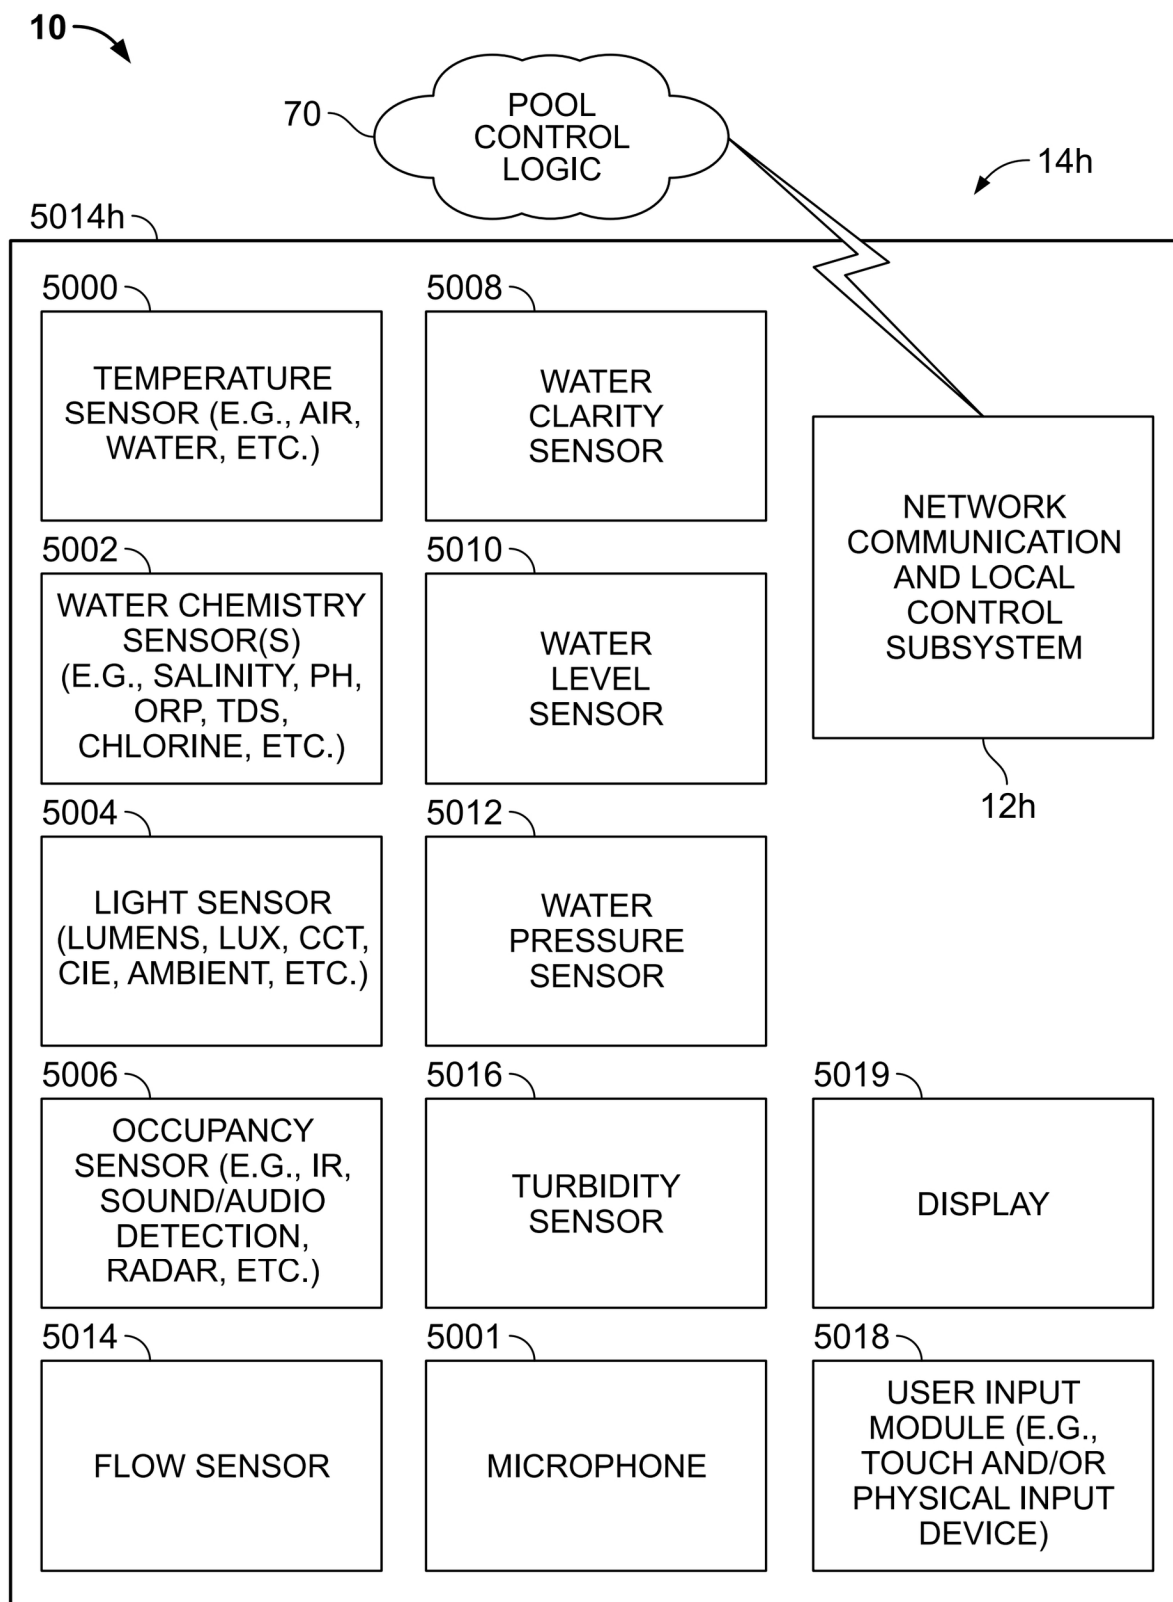 10
70
POOL
CONTROL
LOGIC
14h
5014h
5000
TEMPERATURE
SENSOR (E.G., AIR,
WATER, ETC.)
5008
WATER
CLARITY
SENSOR
NETWORK
COMMUNICATION
AND LOCAL
CONTROL
SUBSYSTEM
12h
5002
WATER CHEMISTRY
SENSOR(S)
(E.G., SALINITY, PH,
ORP, TDS,
CHLORINE, ETC.)
5010
WATER
LEVEL
SENSOR
5004
LIGHT SENSOR
(LUMENS, LUX, CCT,
CIE, AMBIENT, ETC.)
5012
WATER
PRESSURE
SENSOR
5006
OCCUPANCY
SENSOR (E.G., IR,
SOUND/AUDIO
DETECTION,
RADAR, ETC.)
5016
TURBIDITY
SENSOR
5019
DISPLAY
5014
FLOW SENSOR
5001
MICROPHONE
5018
USER INPUT
MODULE (E.G.,
TOUCH AND/OR
PHYSICAL INPUT
DEVICE)